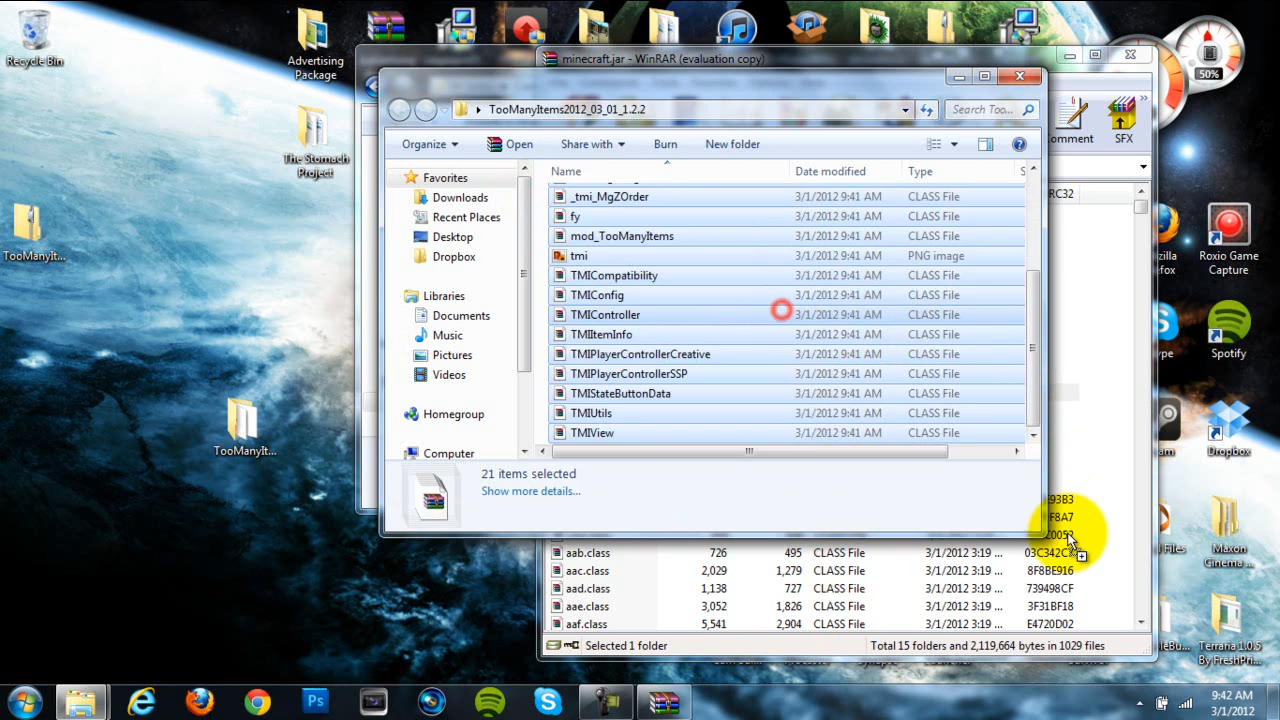 Recycle Bin
Advertising
Package
The Stomach
Project
TooManyIt...
TooManyIt...
minecraft.jar - WinRAR (evaluation copy)
50%
TooManyItems2012_03_01_1.2.2
Search Too...
Comment
SFX
Organize
Open
Share with
Burn
New folder
Favorites
Downloads
Recent Places
Desktop
Dropbox
Libraries
Documents
Music
Pictures
Videos
Homegroup
Computer
Name Date modified Type S
_tmi_MgZOrder 3/1/2012 9:41 AM CLASS File
fy 3/1/2012 9:41 AM CLASS File
mod_TooManyItems 3/1/2012 9:41 AM CLASS File
tmi 3/1/2012 9:41 AM PNG image
TMICompatibility 3/1/2012 9:41 AM CLASS File
TMIConfig 3/1/2012 9:41 AM CLASS File
TMIController 3/1/2012 9:41 AM CLASS File
TMIItemInfo 3/1/2012 9:41 AM CLASS File
TMIPlayerControllerCreative 3/1/2012 9:41 AM CLASS File
TMIPlayerControllerSSP 3/1/2012 9:41 AM CLASS File
TMIStateButtonData 3/1/2012 9:41 AM CLASS File
TMIUtils 3/1/2012 9:41 AM CLASS File
TMIView 3/1/2012 9:41 AM CLASS File
21 items selected
Show more details...
RC32
93B3
F8A7
aab.class 726 495 CLASS File 3/1/2012 3:19 ...
aac.class 2,029 1,279 CLASS File 3/1/2012 3:19 ... 8F8BE916
aad.class 1,138 727 CLASS File 3/1/2012 3:19 ... 739498CF
aae.class 3,052 1,826 CLASS File 3/1/2012 3:19 ... 3F31BF18
aaf.class 5,541 2,904 CLASS File 3/1/2012 3:19 ... E4720D02
Selected 1 folder
Total 15 folders and 2,119,664 bytes in 1029 files
zilla
efox
Roxio Game
Capture
ype
Spotify
am
Dropbox
Files
Maxon
Cinema ...
Terraria 1.0.6
By FreshPri...
Ps
9:42 AM
3/1/2012